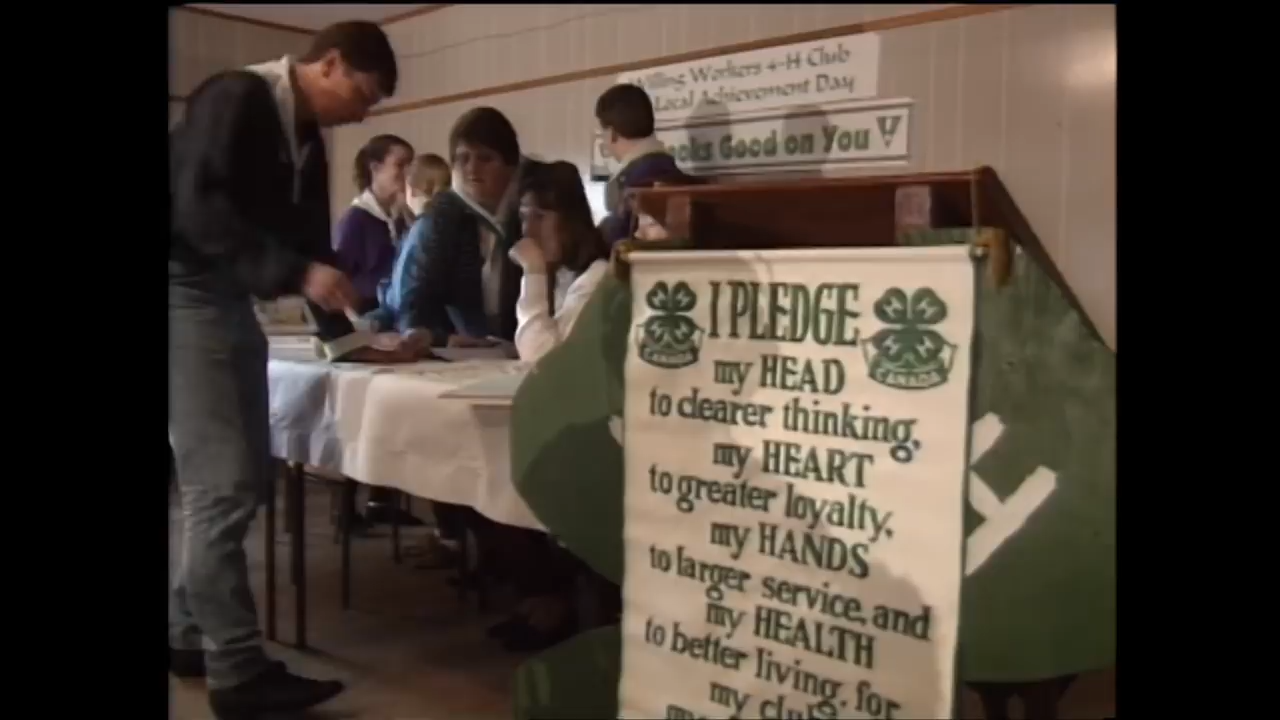 Willing Workers 4-H Club
Local Achievement Day
Looks Good on You
I PLEDGE
CANADA
CANADA
my HEAD
to clearer thinking,
my HEART
to greater loyalty,
my HANDS
to larger service, and
my HEALTH
to better living, for
my club,